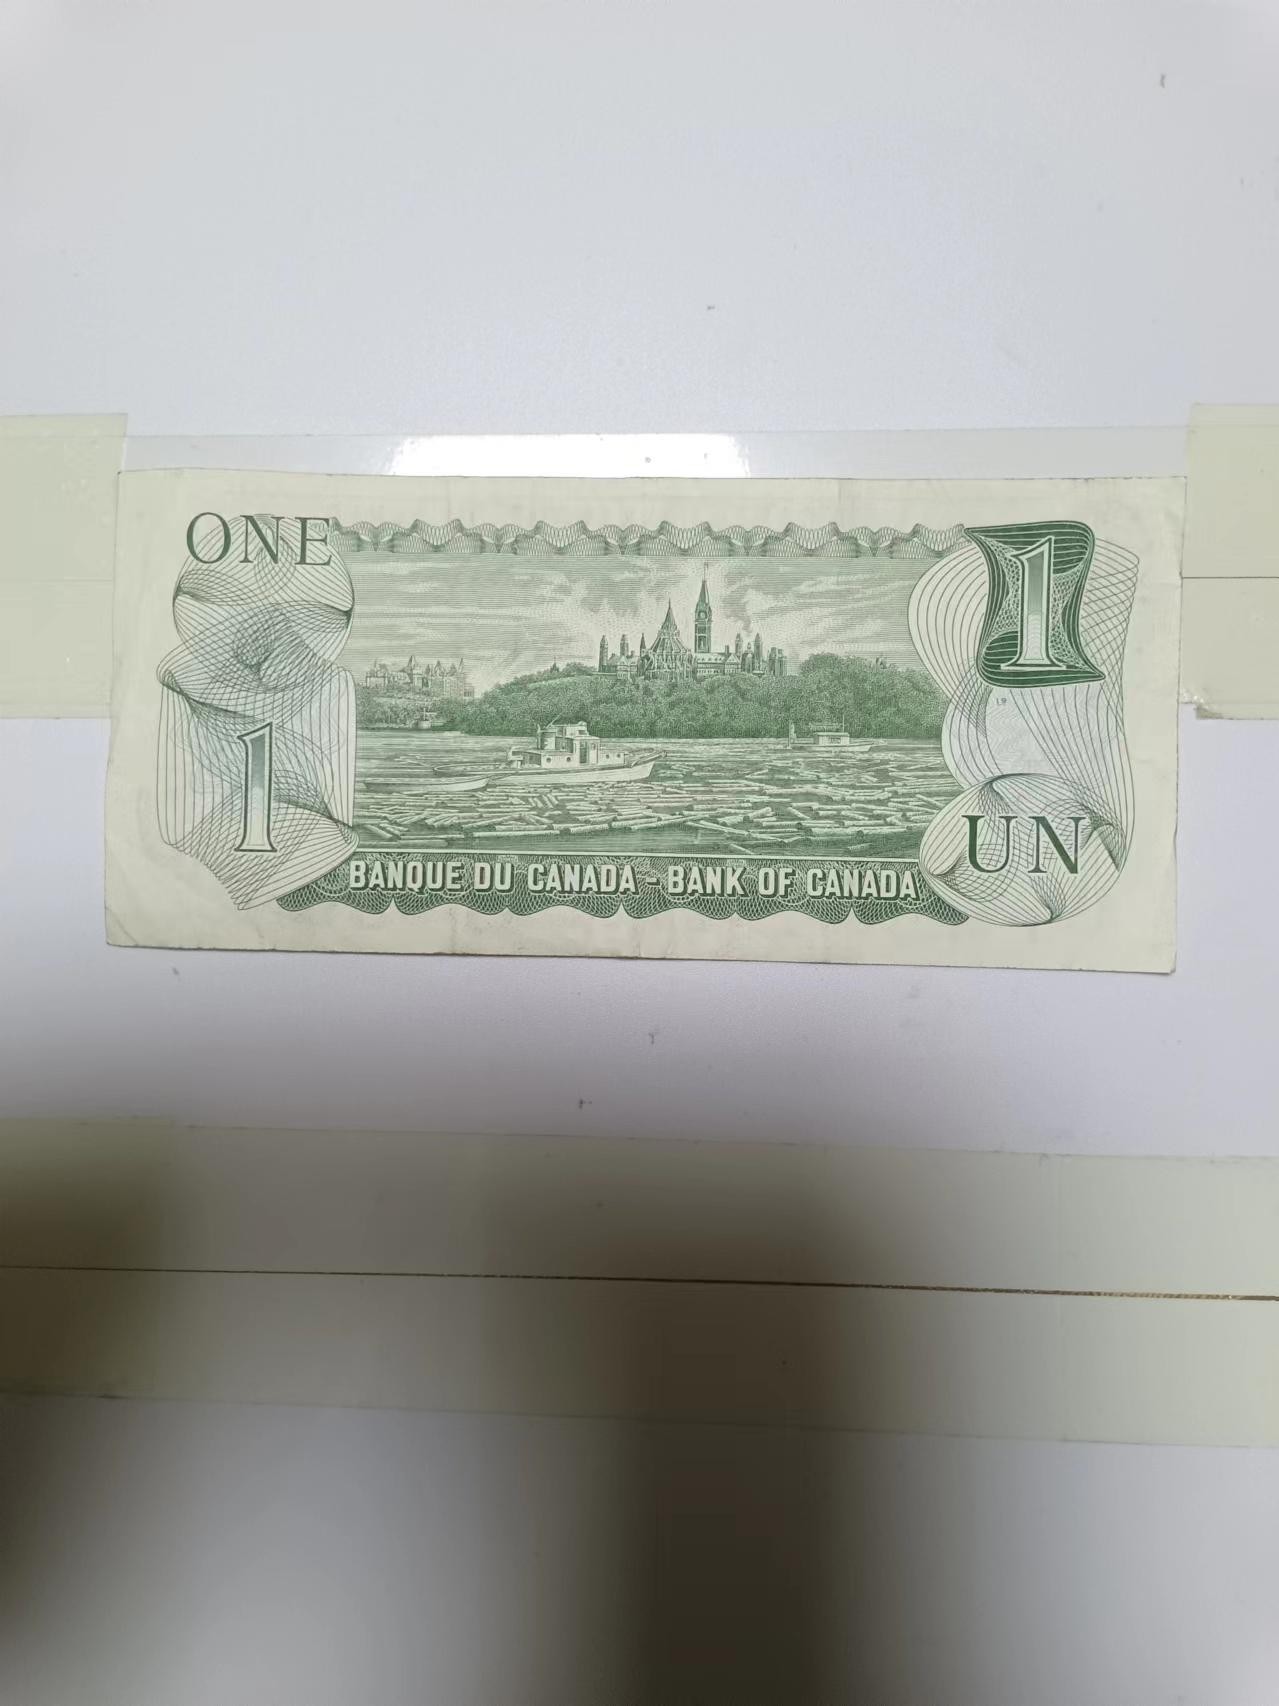 ONE
1
1
UN
BANQUE DU CANADA - BANK OF CANADA